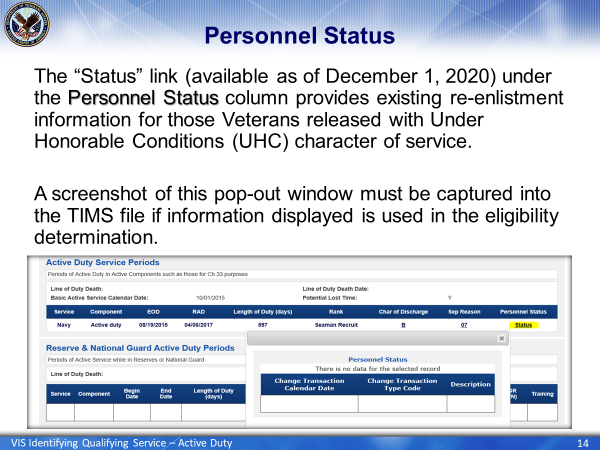 Personnel Status
The “Status” link (available as of December 1, 2020) under
the Personnel Status column provides existing re-enlistment
information for those Veterans released with Under
Honorable Conditions (UHC) character of service.
A screenshot of this pop-out window must be captured into
the TIMS file if information displayed is used in the eligibility
determination.
Active Duty Service Periods
Periods of Active Duty in Active Components such as those for Ch 33 purposes
Line of Duty Death: Line of Duty Death Date:
Basic Active Service Calendar Date: 10/01/2015 Potential Lost Time: Y
Service Component EOD RAD Length of Duty (days) Rank Char of Discharge Sep Reason Personnel Status
Navy Active duty 08/19/2015 04/06/2017 597 Seaman Recruit B 07 Status
Reserve & National Guard Active Duty Periods
Periods of Active Service while in Reserves or National Guard
Line of Duty Death:
Service Component Begin Date End Date Length of Duty (days) Training
Personnel Status
There is no data for the selected record
Change Transaction Calendar Date Change Transaction Type Code Description
VIS Identifying Qualifying Service – Active Duty 14